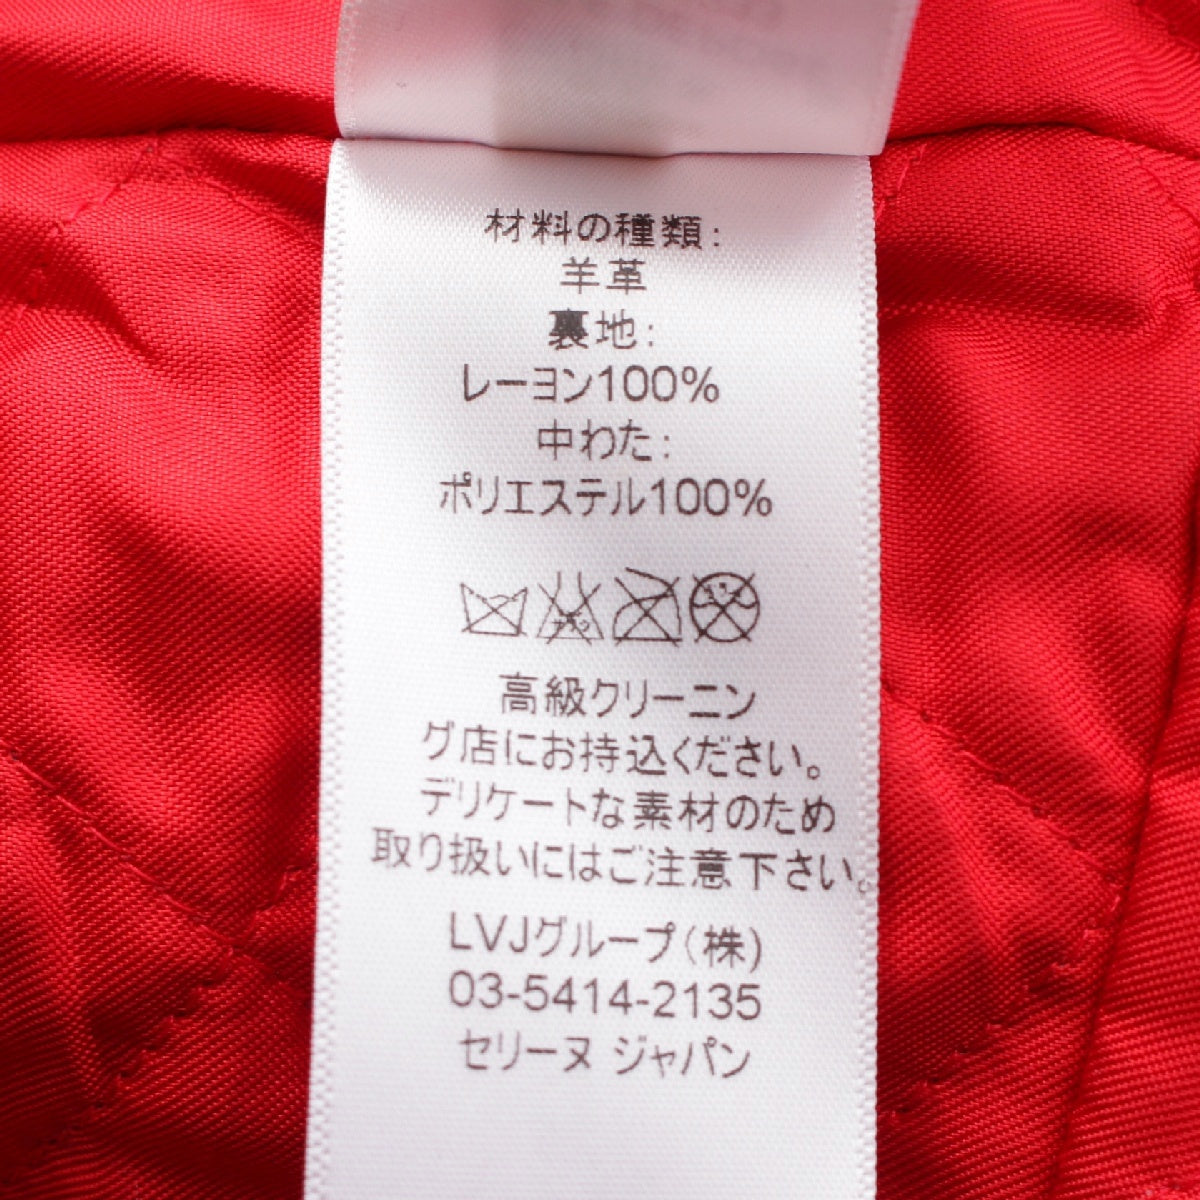 材料の種類:
羊革
裏地:
レーヨン100%
中わた:
ポリエステル100%
高級クリーニン
グ店にお持込ください。
デリケートな素材のため
取り扱いにはご注意下さい。
LVJグループ(株)
03-5414-2135
セリーヌ ジャパン